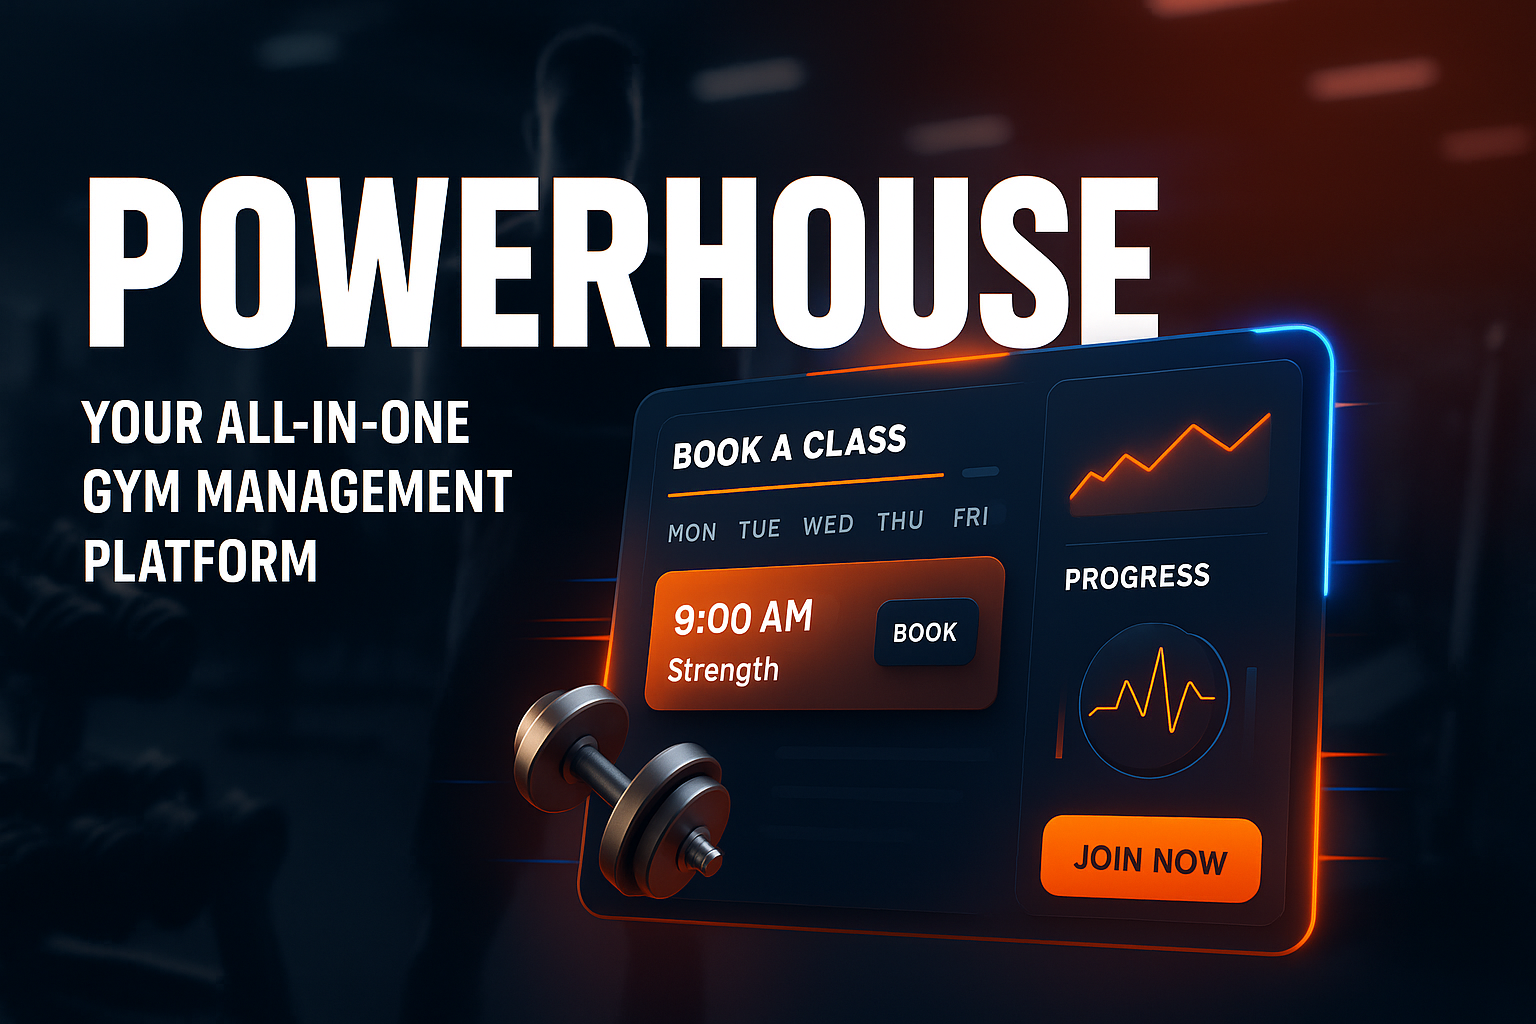 POWERHOUSE
YOUR ALL-IN-ONE
GYM MANAGEMENT
PLATFORM
BOOK A CLASS
MON TUE WED THU FRI
9:00 AM
Strength
BOOK
PROGRESS
JOIN NOW